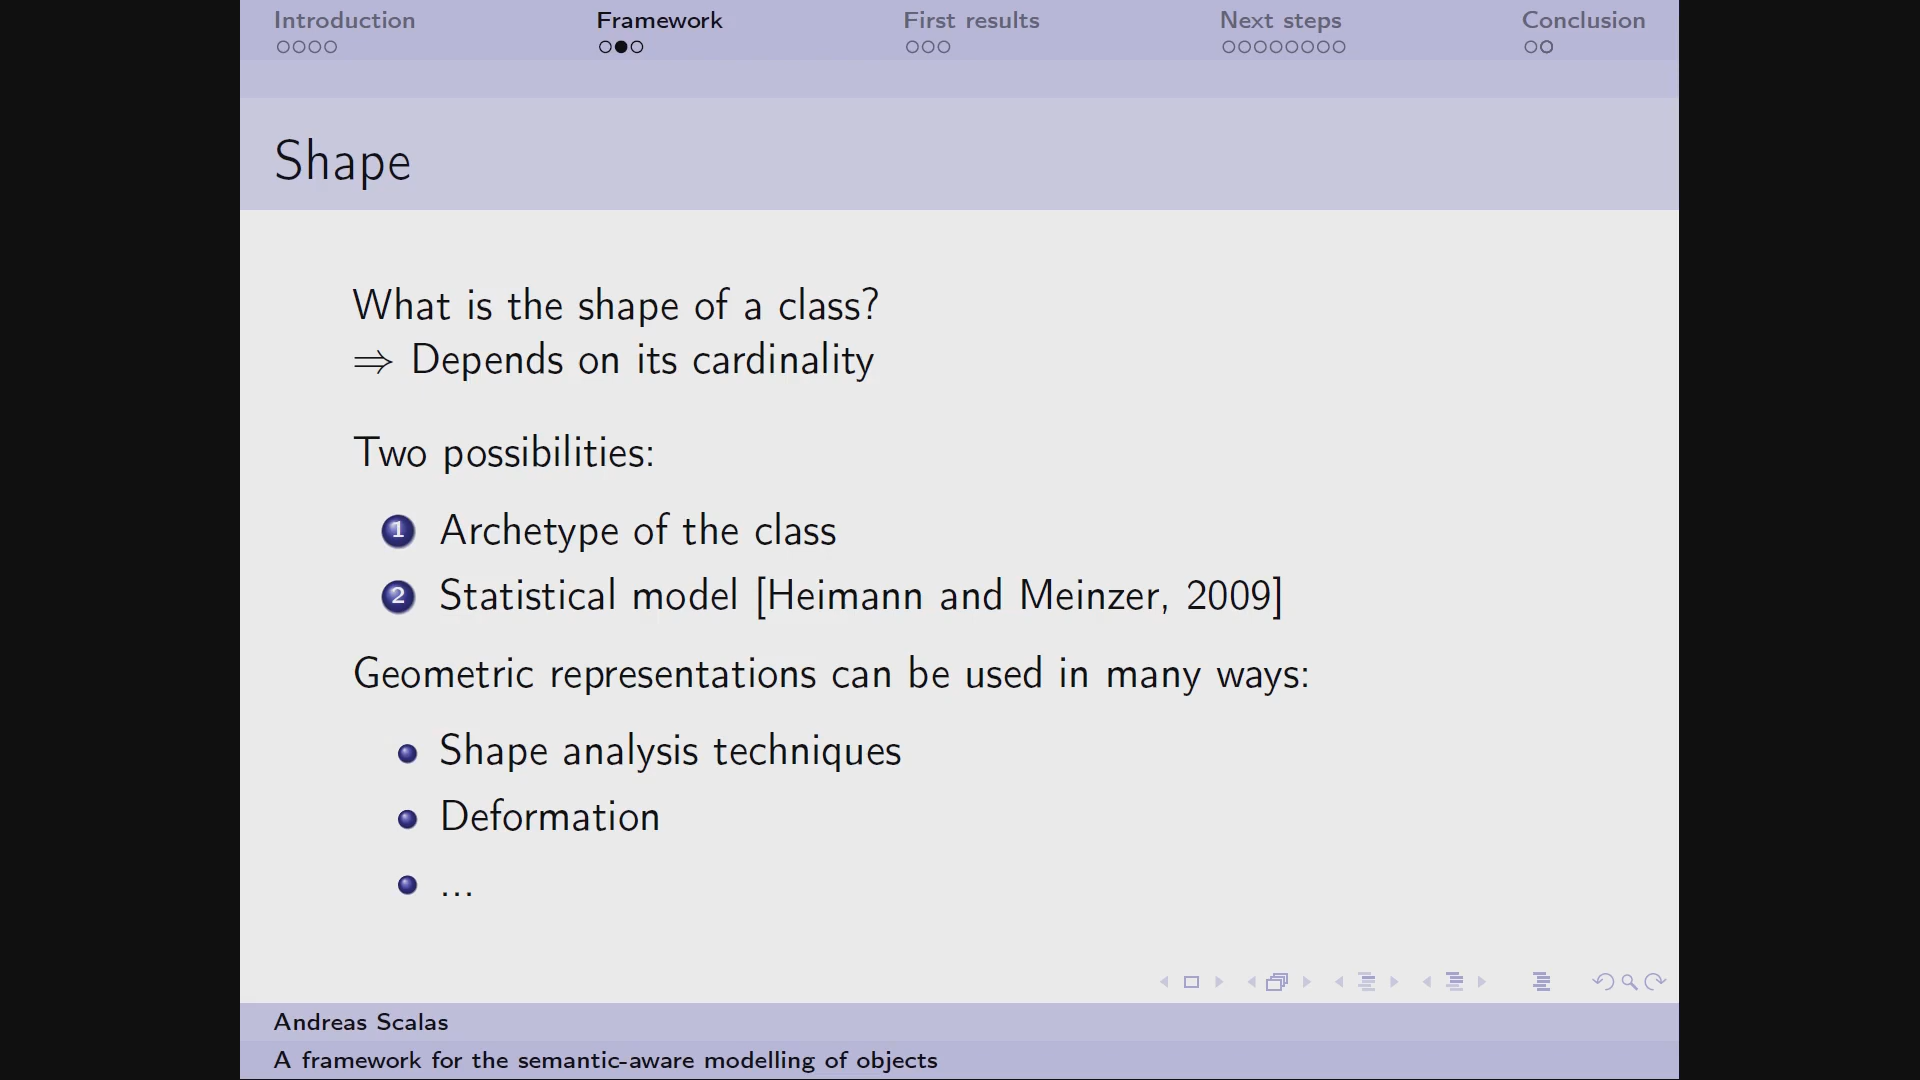 Introduction
Framework
First results
Next steps
Conclusion
Shape
What is the shape of a class?
⇒ Depends on its cardinality
Two possibilities:
1 Archetype of the class
2 Statistical model [Heimann and Meinzer, 2009]
Geometric representations can be used in many ways:
Shape analysis techniques
Deformation
...
Andreas Scalas
A framework for the semantic-aware modelling of objects